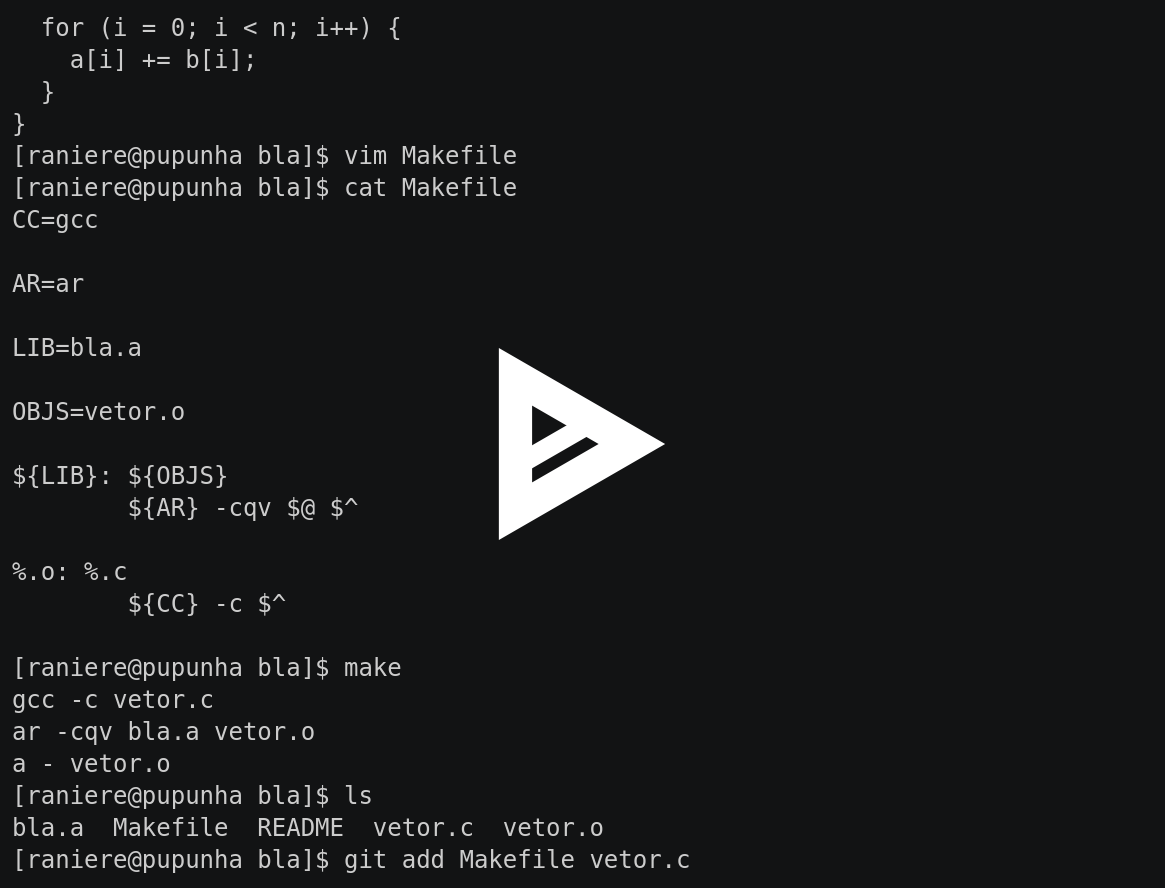 for (i = 0; i < n; i++) {
a[i] += b[i];
}
}
[raniere@pupunha bla]$ vim Makefile
[raniere@pupunha bla]$ cat Makefile
CC=gcc
AR=ar
LIB=bla.a
OBJS=vetor.o
${LIB}: ${OBJS}
${AR} -cqv $@ $^
%.o: %.c
${CC} -c $^
[raniere@pupunha bla]$ make
gcc -c vetor.c
ar -cqv bla.a vetor.o
a - vetor.o
[raniere@pupunha bla]$ ls
bla.a  Makefile  README  vetor.c  vetor.o
[raniere@pupunha bla]$ git add Makefile vetor.c